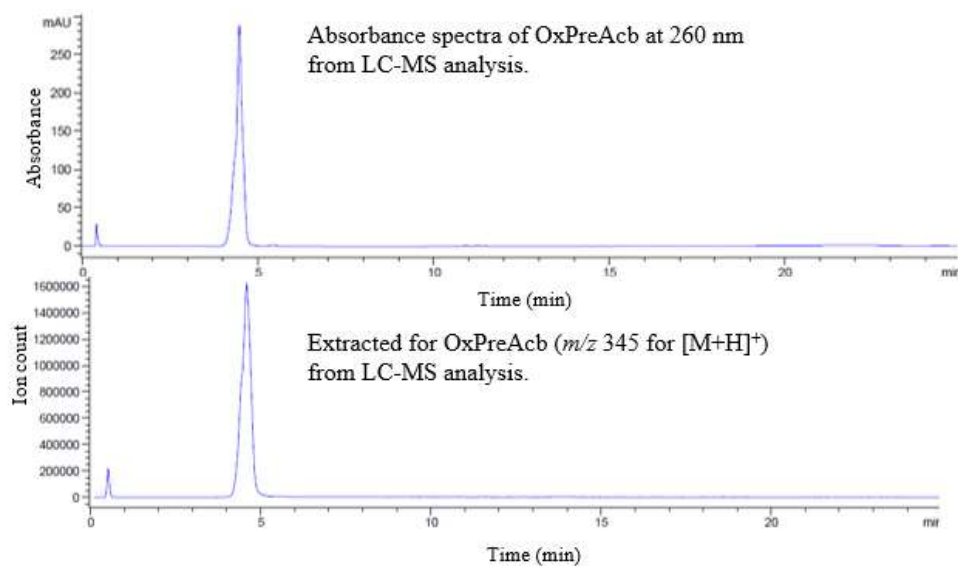 mAU
Absorbance spectra of OxPreAcb at 260 nm
from LC-MS analysis.
250
200
150
100
50
0
Absorbance
0 5 10 15 20 min
Time (min)
1600000
1400000
1200000
1000000
800000
600000
400000
200000
0
Ion count
Extracted for OxPreAcb (m/z 345 for [M+H]⁺)
from LC-MS analysis.
0 5 10 15 20 min
Time (min)